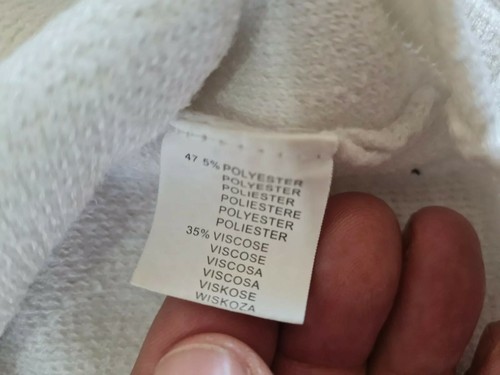 47 5% POLYESTER
POLYESTER
POLIESTER
POLIESTERE
POLYESTER
POLIESTER
35% VISCOSE
VISCOSE
VISCOSA
VISCOSA
VISKOSE
WISKOZA